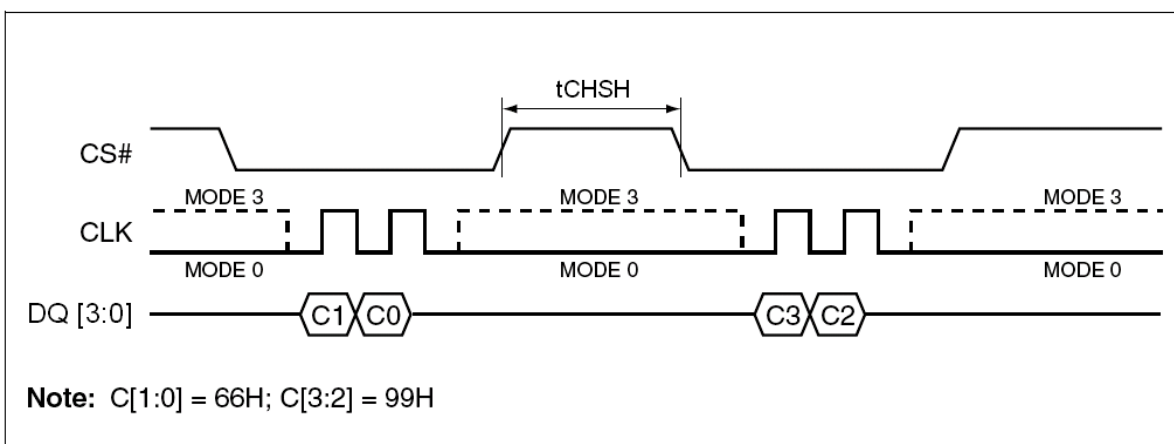 tCHSH
CS#
MODE 3 MODE 3 MODE 3
CLK
MODE 0 MODE 0 MODE 0
DQ [3:0] C1 C0 C3 C2
Note: C[1:0] = 66H; C[3:2] = 99H